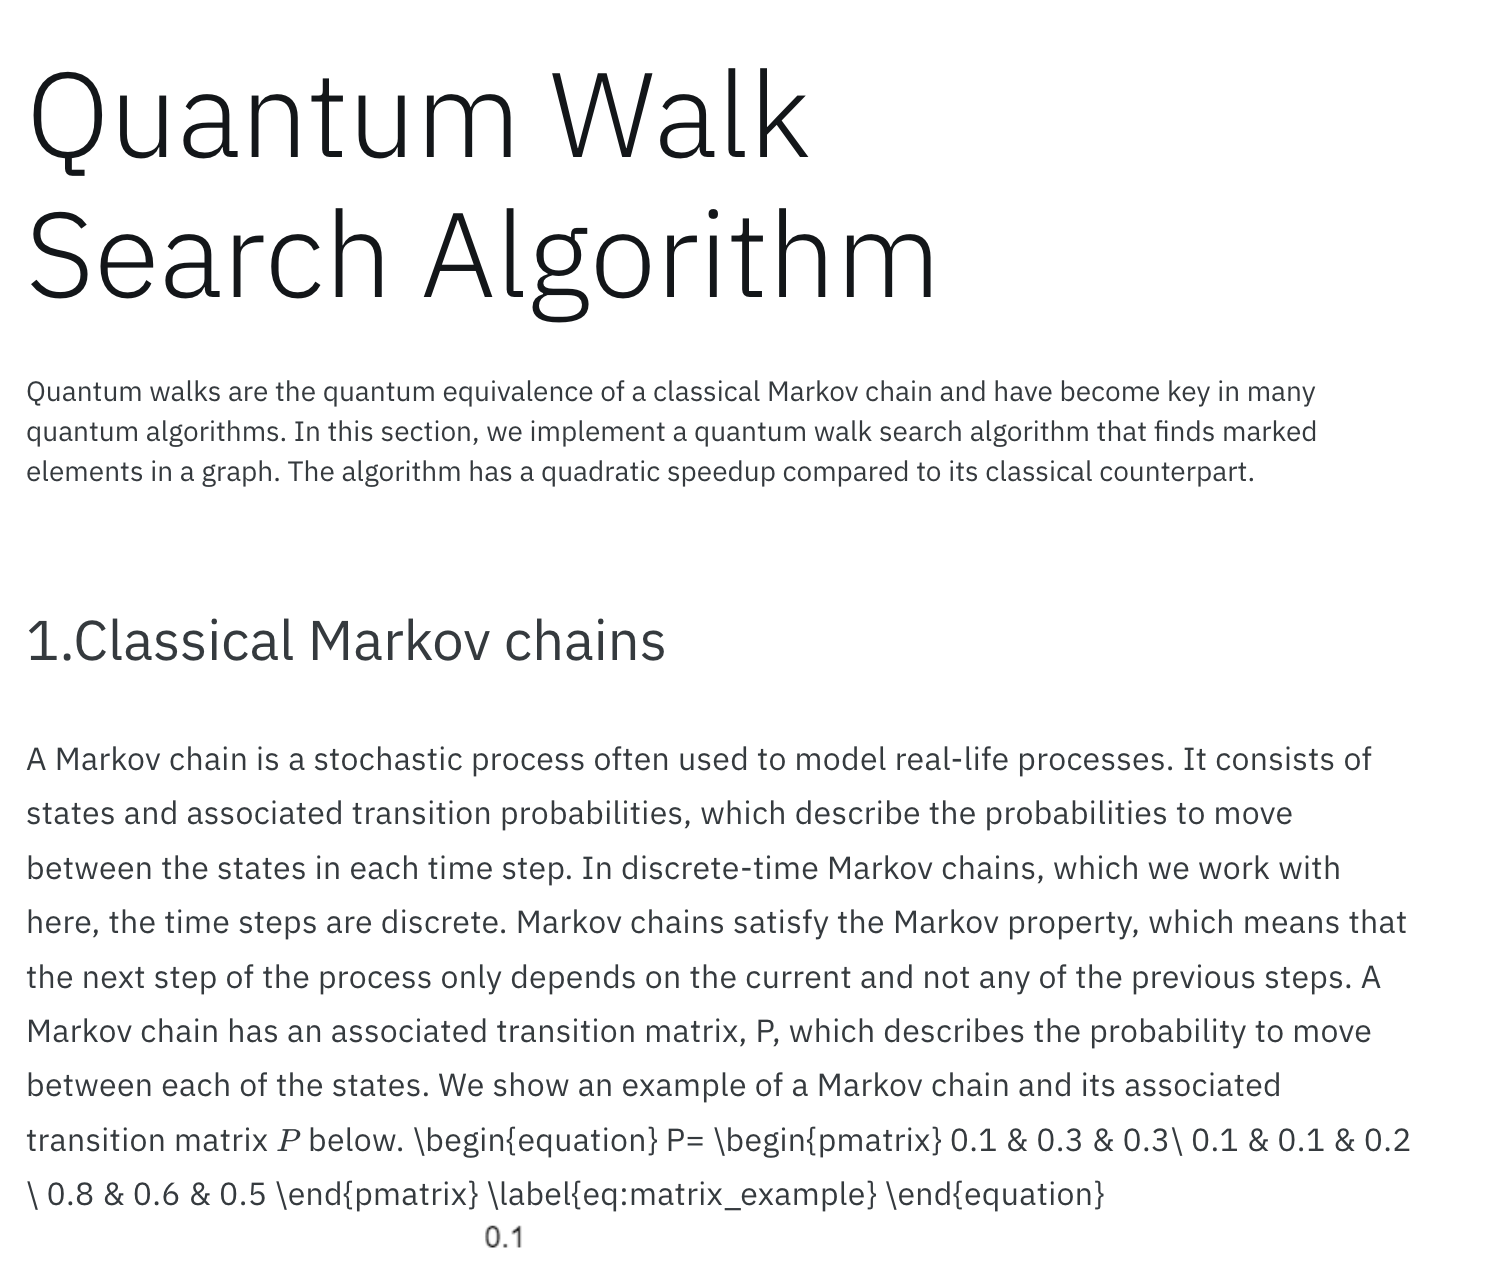 Quantum Walk
Search Algorithm
Quantum walks are the quantum equivalence of a classical Markov chain and have become key in many
quantum algorithms. In this section, we implement a quantum walk search algorithm that finds marked
elements in a graph. The algorithm has a quadratic speedup compared to its classical counterpart.
1.Classical Markov chains
A Markov chain is a stochastic process often used to model real-life processes. It consists of
states and associated transition probabilities, which describe the probabilities to move
between the states in each time step. In discrete-time Markov chains, which we work with
here, the time steps are discrete. Markov chains satisfy the Markov property, which means that
the next step of the process only depends on the current and not any of the previous steps. A
Markov chain has an associated transition matrix, P, which describes the probability to move
between each of the states. We show an example of a Markov chain and its associated
transition matrix P below. \begin{equation} P= \begin{pmatrix} 0.1 & 0.3 & 0.3\ 0.1 & 0.1 & 0.2
\ 0.8 & 0.6 & 0.5 \end{pmatrix} \label{eq:matrix_example} \end{equation}
0.1